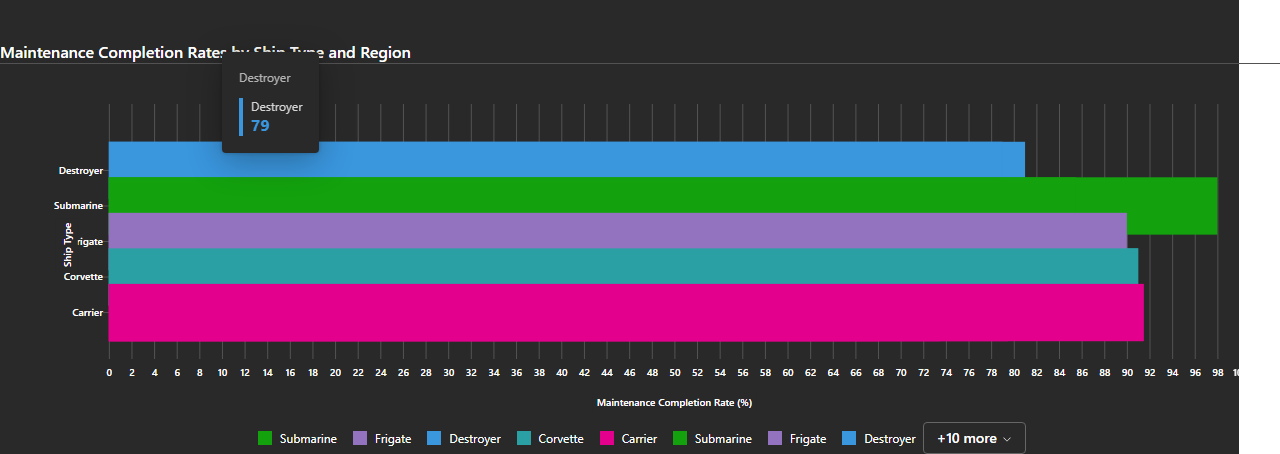 Maintenance Completion Rates by Ship Type and Region
Destroyer
Destroyer
79
Destroyer
Submarine
rigate
Corvette
Carrier
Ship Type
0 2 4 6 8 10 12 14 16 18 20 22 24 26 28 30 32 34 36 38 40 42 44 46 48 50 52 54 56 58 60 62 64 66 68 70 72 74 76 78 80 82 84 86 88 90 92 94 96 98 10
Maintenance Completion Rate (%)
Submarine Frigate Destroyer Corvette Carrier Submarine Frigate Destroyer +10 more